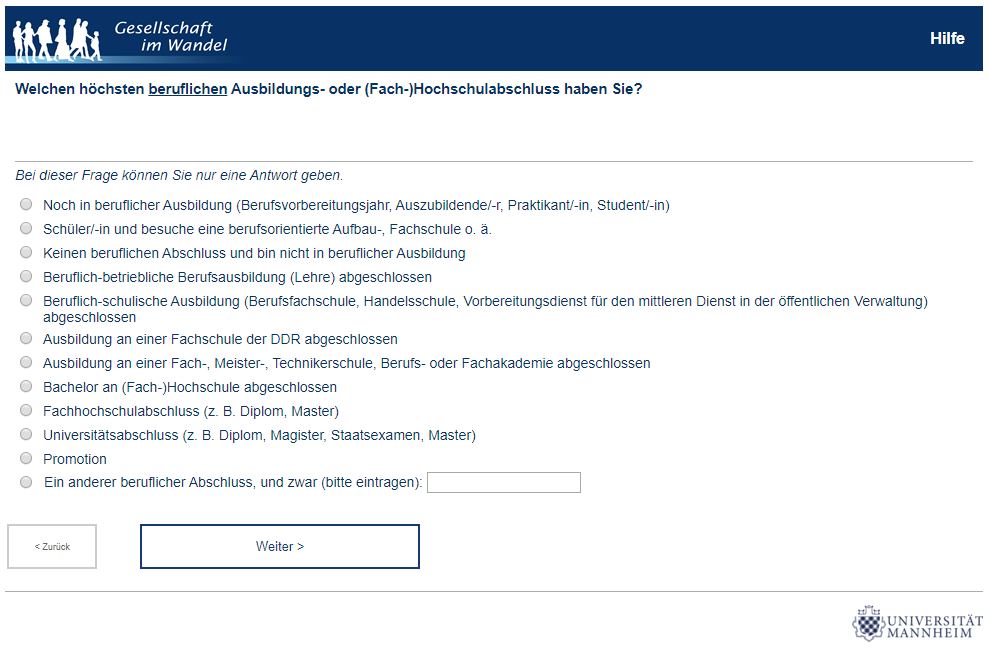 Gesellschaft
im Wandel
Hilfe
Welchen höchsten beruflichen Ausbildungs- oder (Fach-)Hochschulabschluss haben Sie?
Bei dieser Frage können Sie nur eine Antwort geben.
Noch in beruflicher Ausbildung (Berufsvorbereitungsjahr, Auszubildende/-r, Praktikant/-in, Student/-in)
Schüler/-in und besuche eine berufsorientierte Aufbau-, Fachschule o. ä.
Keinen beruflichen Abschluss und bin nicht in beruflicher Ausbildung
Beruflich-betriebliche Berufsausbildung (Lehre) abgeschlossen
Beruflich-schulische Ausbildung (Berufsfachschule, Handelsschule, Vorbereitungsdienst für den mittleren Dienst in der öffentlichen Verwaltung)
abgeschlossen
Ausbildung an einer Fachschule der DDR abgeschlossen
Ausbildung an einer Fach-, Meister-, Technikerschule, Berufs- oder Fachakademie abgeschlossen
Bachelor an (Fach-)Hochschule abgeschlossen
Fachhochschulabschluss (z. B. Diplom, Master)
Universitätsabschluss (z. B. Diplom, Magister, Staatsexamen, Master)
Promotion
Ein anderer beruflicher Abschluss, und zwar (bitte eintragen):
< Zurück
Weiter >
UNIVERSITÄT
MANNHEIM